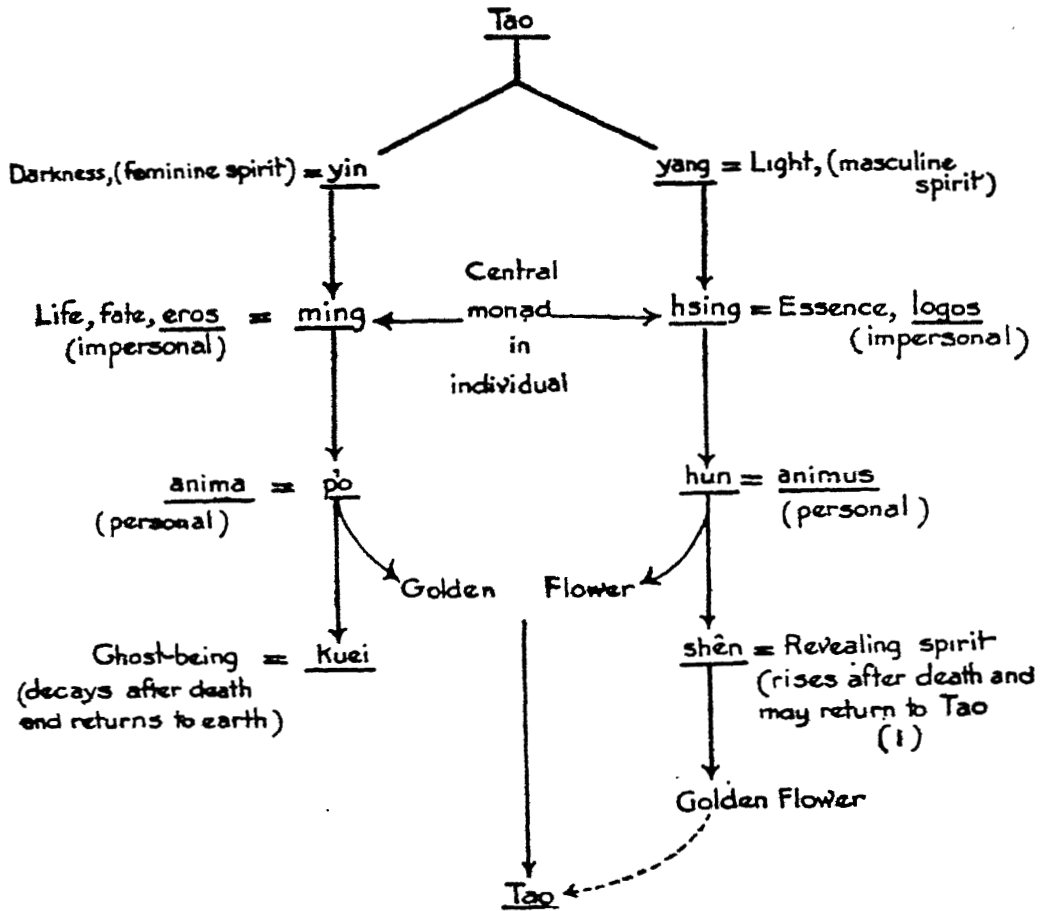 Tao
Darkness, (feminine spirit) = yin
yang = Light, (masculine
spirit)
Central
monad
in
individual
Life, fate, eros = ming
(impersonal)
hsing = Essence, logos
(impersonal)
anima = p'o
(personal)
hun = animus
(personal)
Golden Flower
Ghost-being = kuei
(decays after death
and returns to earth)
shên = Revealing spirit
(rises after death and
may return to Tao
(1)
Golden Flower
Tao